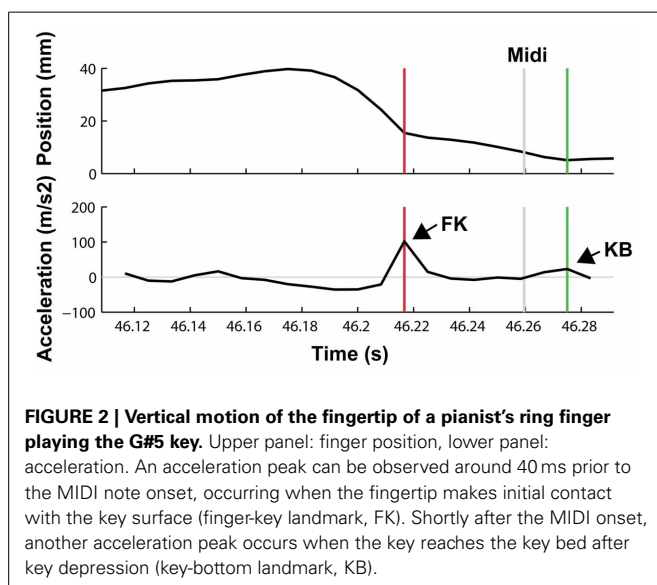 Position (mm)
40
20
0
Midi
Acceleration (m/s2)
200
100
0
−100
FK
KB
46.12 46.14 46.16 46.18 46.2 46.22 46.24 46.26 46.28
Time (s)
FIGURE 2 | Vertical motion of the fingertip of a pianist's ring finger
playing the G#5 key. Upper panel: finger position, lower panel:
acceleration. An acceleration peak can be observed around 40 ms prior to
the MIDI note onset, occurring when the fingertip makes initial contact
with the key surface (finger-key landmark, FK). Shortly after the MIDI onset,
another acceleration peak occurs when the key reaches the key bed after
key depression (key-bottom landmark, KB).